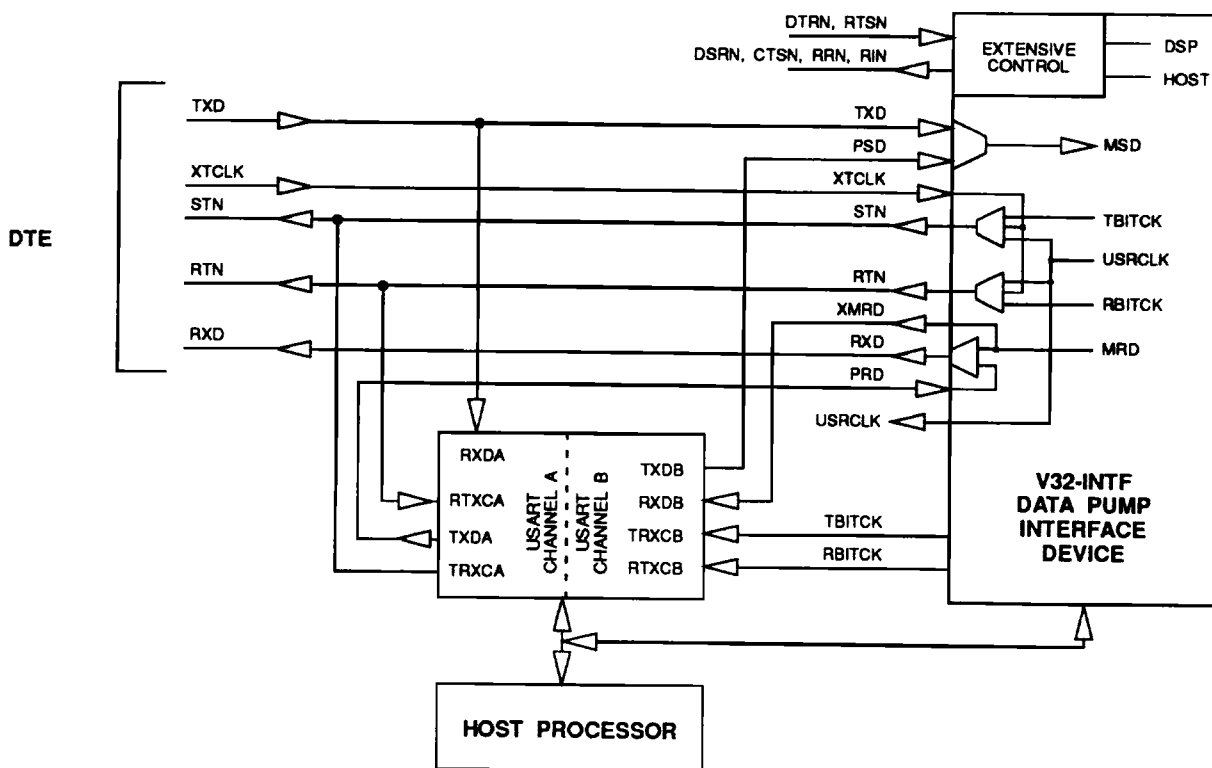 DTRN, RTSN
DSRN, CTSN, RRN, RIN
EXTENSIVE
CONTROL
DSP
HOST
DTE
TXD
TXD
PSD
MSD
XTCLK
XTCLK
STN
STN
TBITCK
USRCLK
RTN
RTN
RBITCK
XMRD
RXD
RXD
MRD
PRD
USRCLK
RXDA
RTXCA
TXDA
TRXCA
USART
CHANNEL A
USART
CHANNEL B
TXDB
RXDB
TRXCB
RTXCB
TBITCK
RBITCK
V32-INTF
DATA PUMP
INTERFACE
DEVICE
HOST PROCESSOR